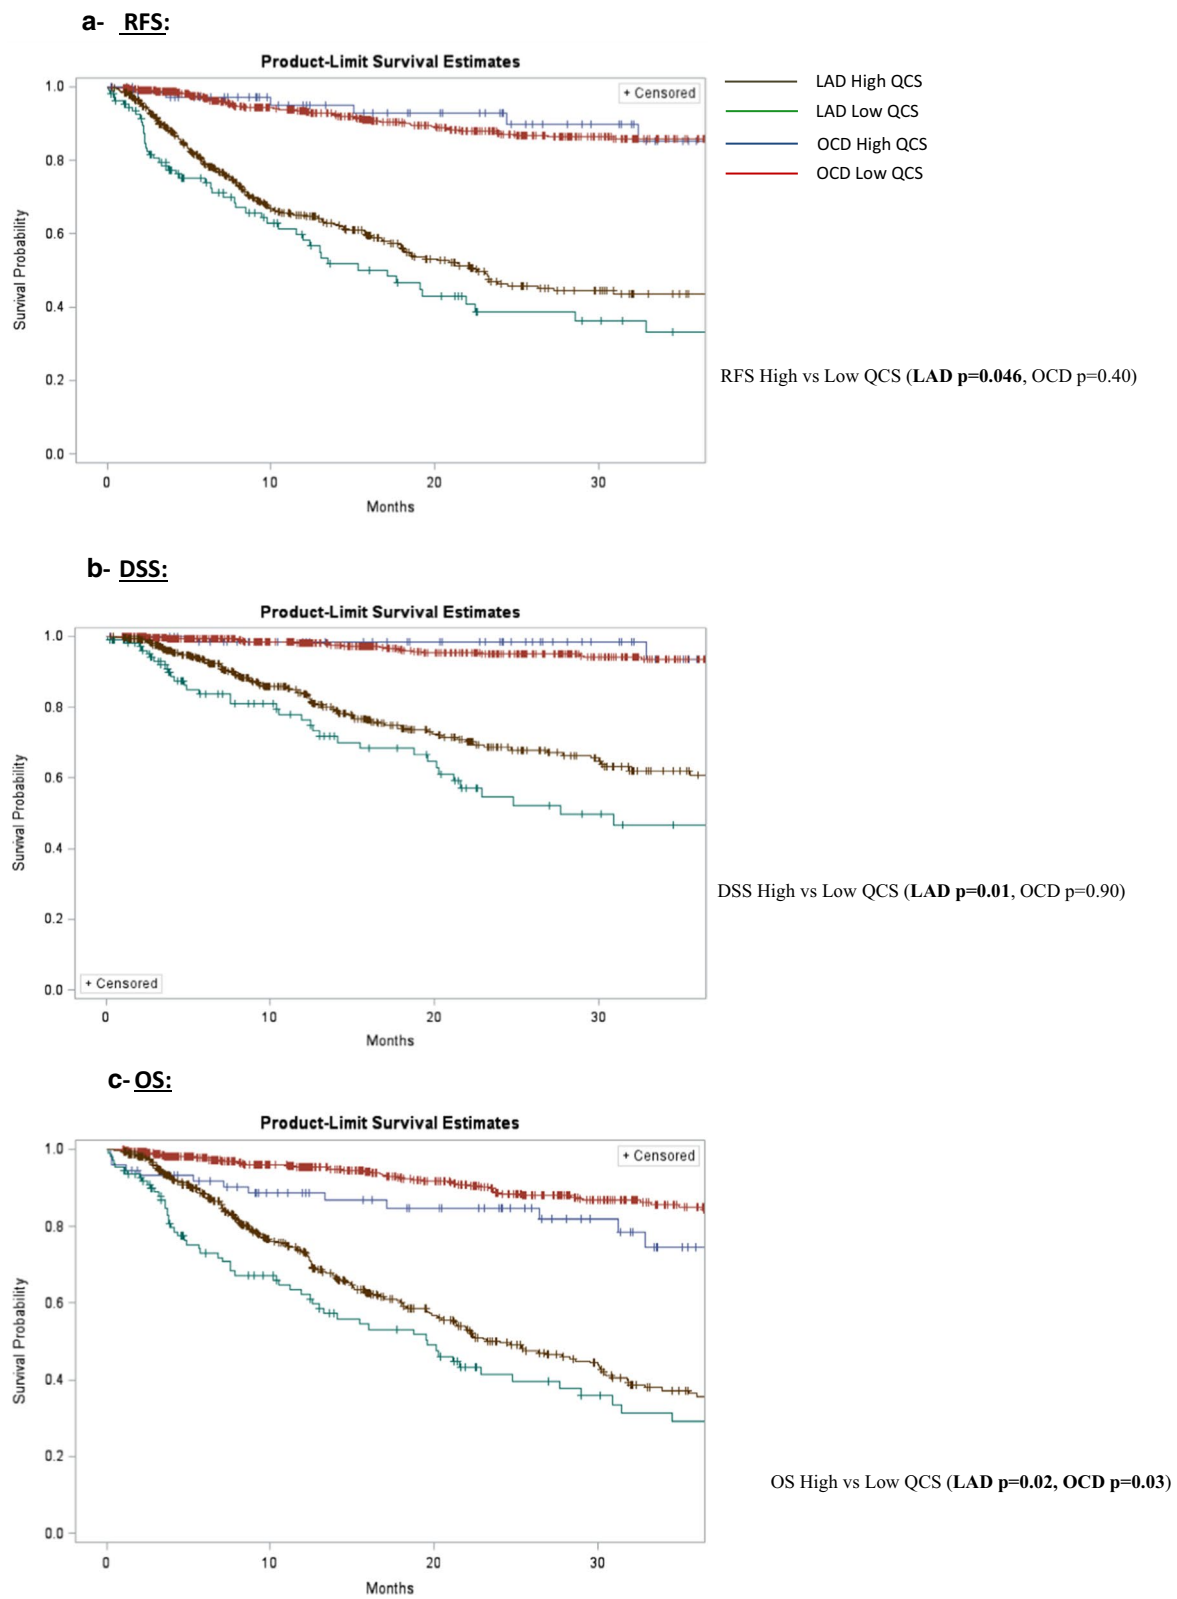 a- RFS:
Product-Limit Survival Estimates
+ Censored
LAD High QCS
LAD Low QCS
OCD High QCS
OCD Low QCS
1.0
0.8
0.6
0.4
0.2
0.0
Survival Probability
0 10 20 30
Months
RFS High vs Low QCS (LAD p=0.046, OCD p=0.40)
b- DSS:
Product-Limit Survival Estimates
1.0
0.8
0.6
0.4
0.2
0.0
Survival Probability
+ Censored
0 10 20 30
Months
DSS High vs Low QCS (LAD p=0.01, OCD p=0.90)
c- OS:
Product-Limit Survival Estimates
+ Censored
1.0
0.8
0.6
0.4
0.2
0.0
Survival Probability
0 10 20 30
Months
OS High vs Low QCS (LAD p=0.02, OCD p=0.03)